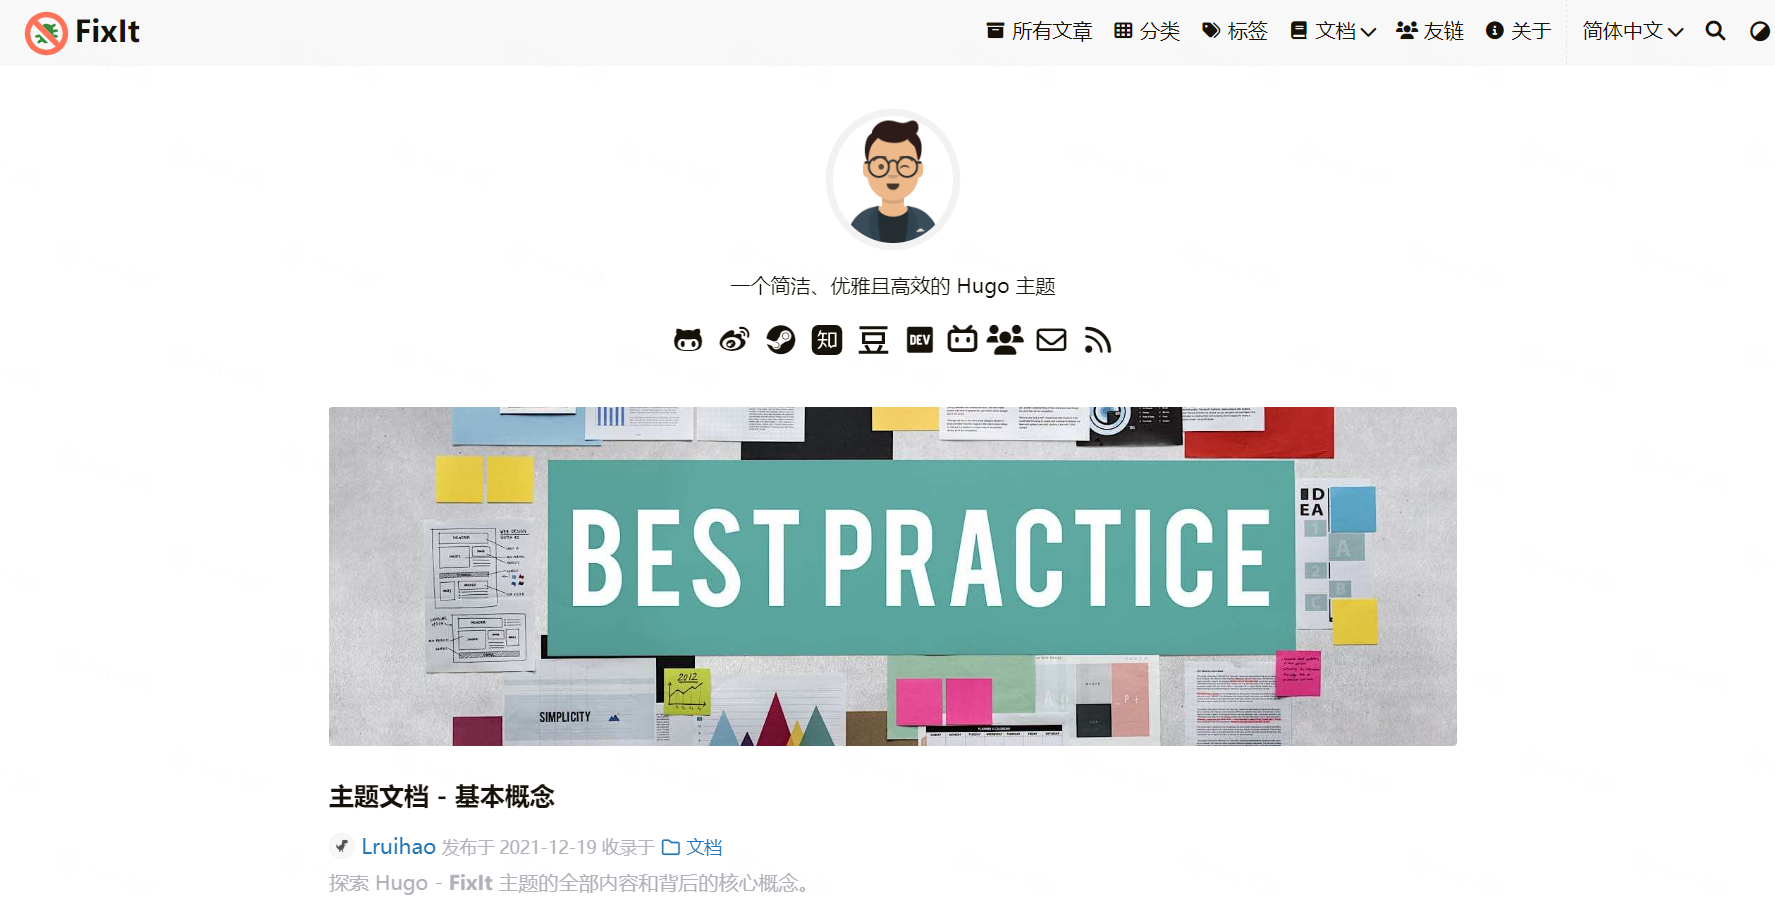 FixIt
所有文章 分类 标签 文档 友链 关于 简体中文
一个简洁、优雅且高效的 Hugo 主题
知 豆 DEV
IDEA
BEST PRACTICE
1
A
2
B
C
2012
SIMPLICITY
主题文档 - 基本概念
Lruihao 发布于 2021-12-19 收录于 文档
探索 Hugo - FixIt 主题的全部内容和背后的核心概念。